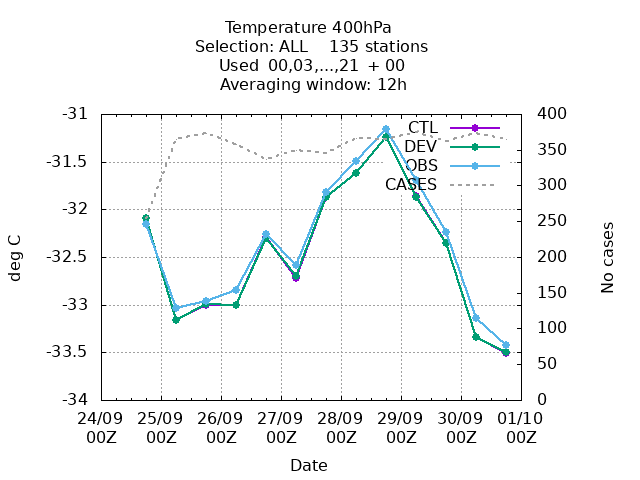 Temperature 400hPa
Selection: ALL    135 stations
Used  00,03,...,21  + 00
Averaging window: 12h
-31
-31.5
-32
-32.5
-33
-33.5
-34
deg C
400
350
300
250
200
150
100
50
0
No cases
CTL
DEV
OBS
CASES
24/09 25/09 26/09 27/09 28/09 29/09 30/09 01/10
00Z 00Z 00Z 00Z 00Z 00Z 00Z 00Z
Date